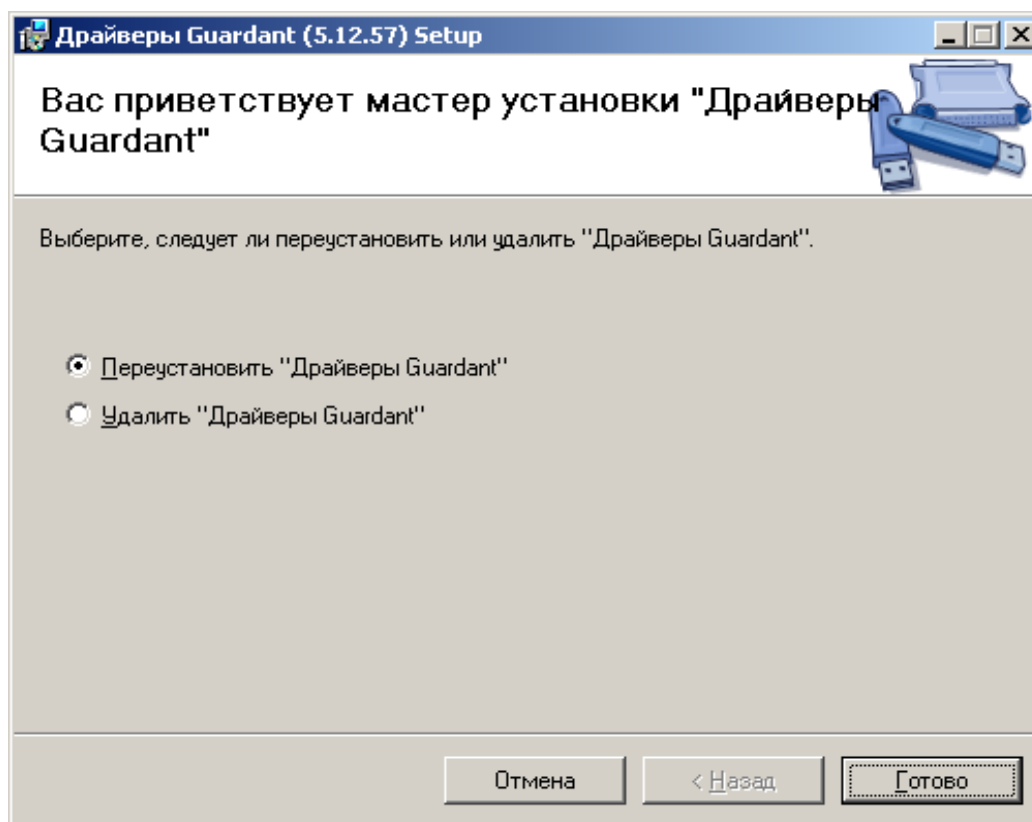 Драйверы Guardant (5.12.57) Setup
Вас приветствует мастер установки "Драйверы
Guardant"
Выберите, следует ли переустановить или удалить "Драйверы Guardant".
Переустановить "Драйверы Guardant"
Удалить "Драйверы Guardant"
Отмена
< Назад
Готово